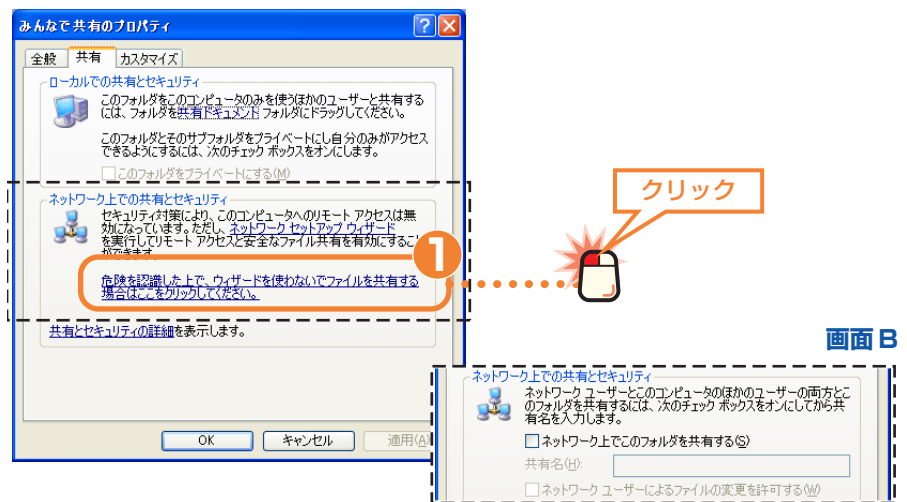 みんなで共有のプロパティ
全般 共有 カスタマイズ
ローカルでの共有とセキュリティ
このフォルダをこのコンピュータのみを使うほかのユーザーと共有する
には、フォルダを共有ドキュメント フォルダにドラッグしてください。
このフォルダとそのサブフォルダをプライベートにし自分のみがアクセス
できるようにするには、次のチェック ボックスをオンにします。
このフォルダをプライベートにする(M)
ネットワーク上での共有とセキュリティ
セキュリティ対策により、このコンピュータへのリモート アクセスは無
効になっています。ただし、ネットワーク セットアップ ウィザード
を実行してリモート アクセスと安全なファイル共有を有効にするこ
ができます。
危険を認識した上で、ウィザードを使わないでファイルを共有する
場合はここをクリックしてください。
1
共有とセキュリティの詳細を表示します。
OK キャンセル 適用(A)
クリック
画面 B
ネットワーク上での共有とセキュリティ
ネットワーク ユーザーとこのコンピュータのほかのユーザーの両方とこ
のフォルダを共有するには、次のチェック ボックスをオンにしてから共
有名を入力します。
ネットワーク上でこのフォルダを共有する(S)
共有名(H):
ネットワーク ユーザーによるファイルの変更を許可する(W)